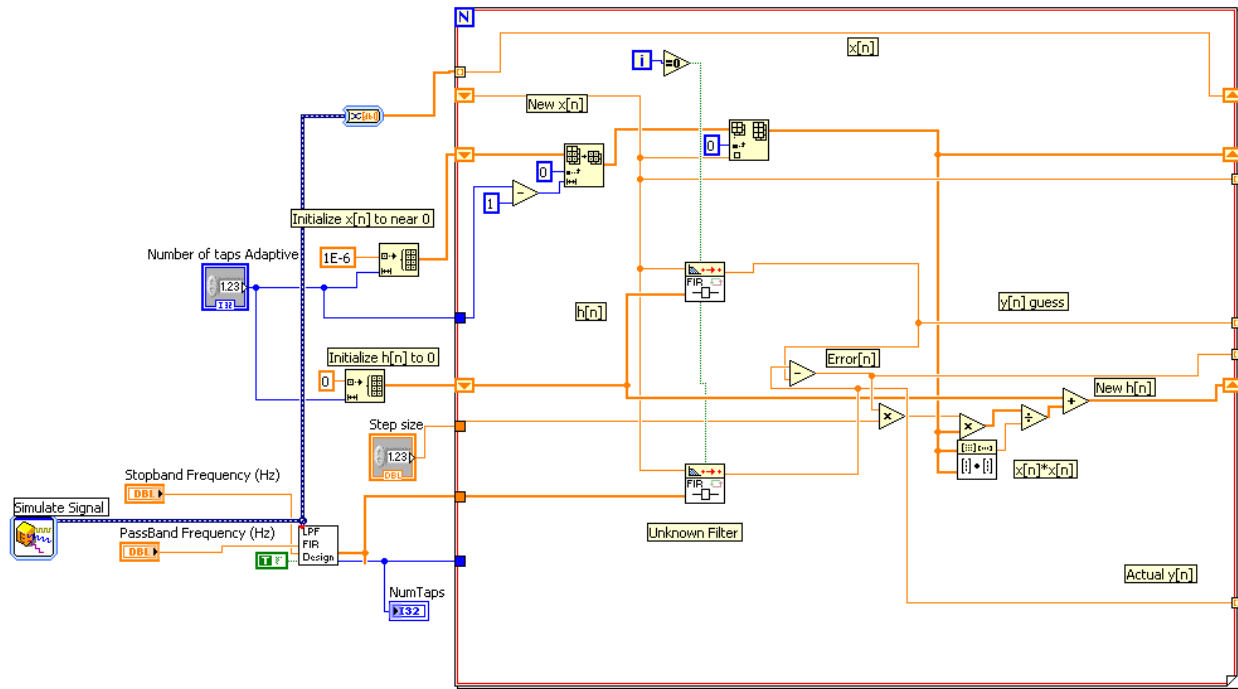 N
x[n]
i
=0
New x[n]
0
0
1
Initialize x[n] to near 0
Number of taps Adaptive
1E-6
1.23
I32
FIR
h[n]
y[n] guess
Initialize h[n] to 0
Error[n]
0
New h[n]
Step size
1.23
DBL
x[n]*x[n]
Stopband Frequency (Hz)
DBL
FIR
Simulate Signal
PassBand Frequency (Hz)
LPF
FIR
Design
DBL
T
Unknown Filter
Actual y[n]
NumTaps
I32